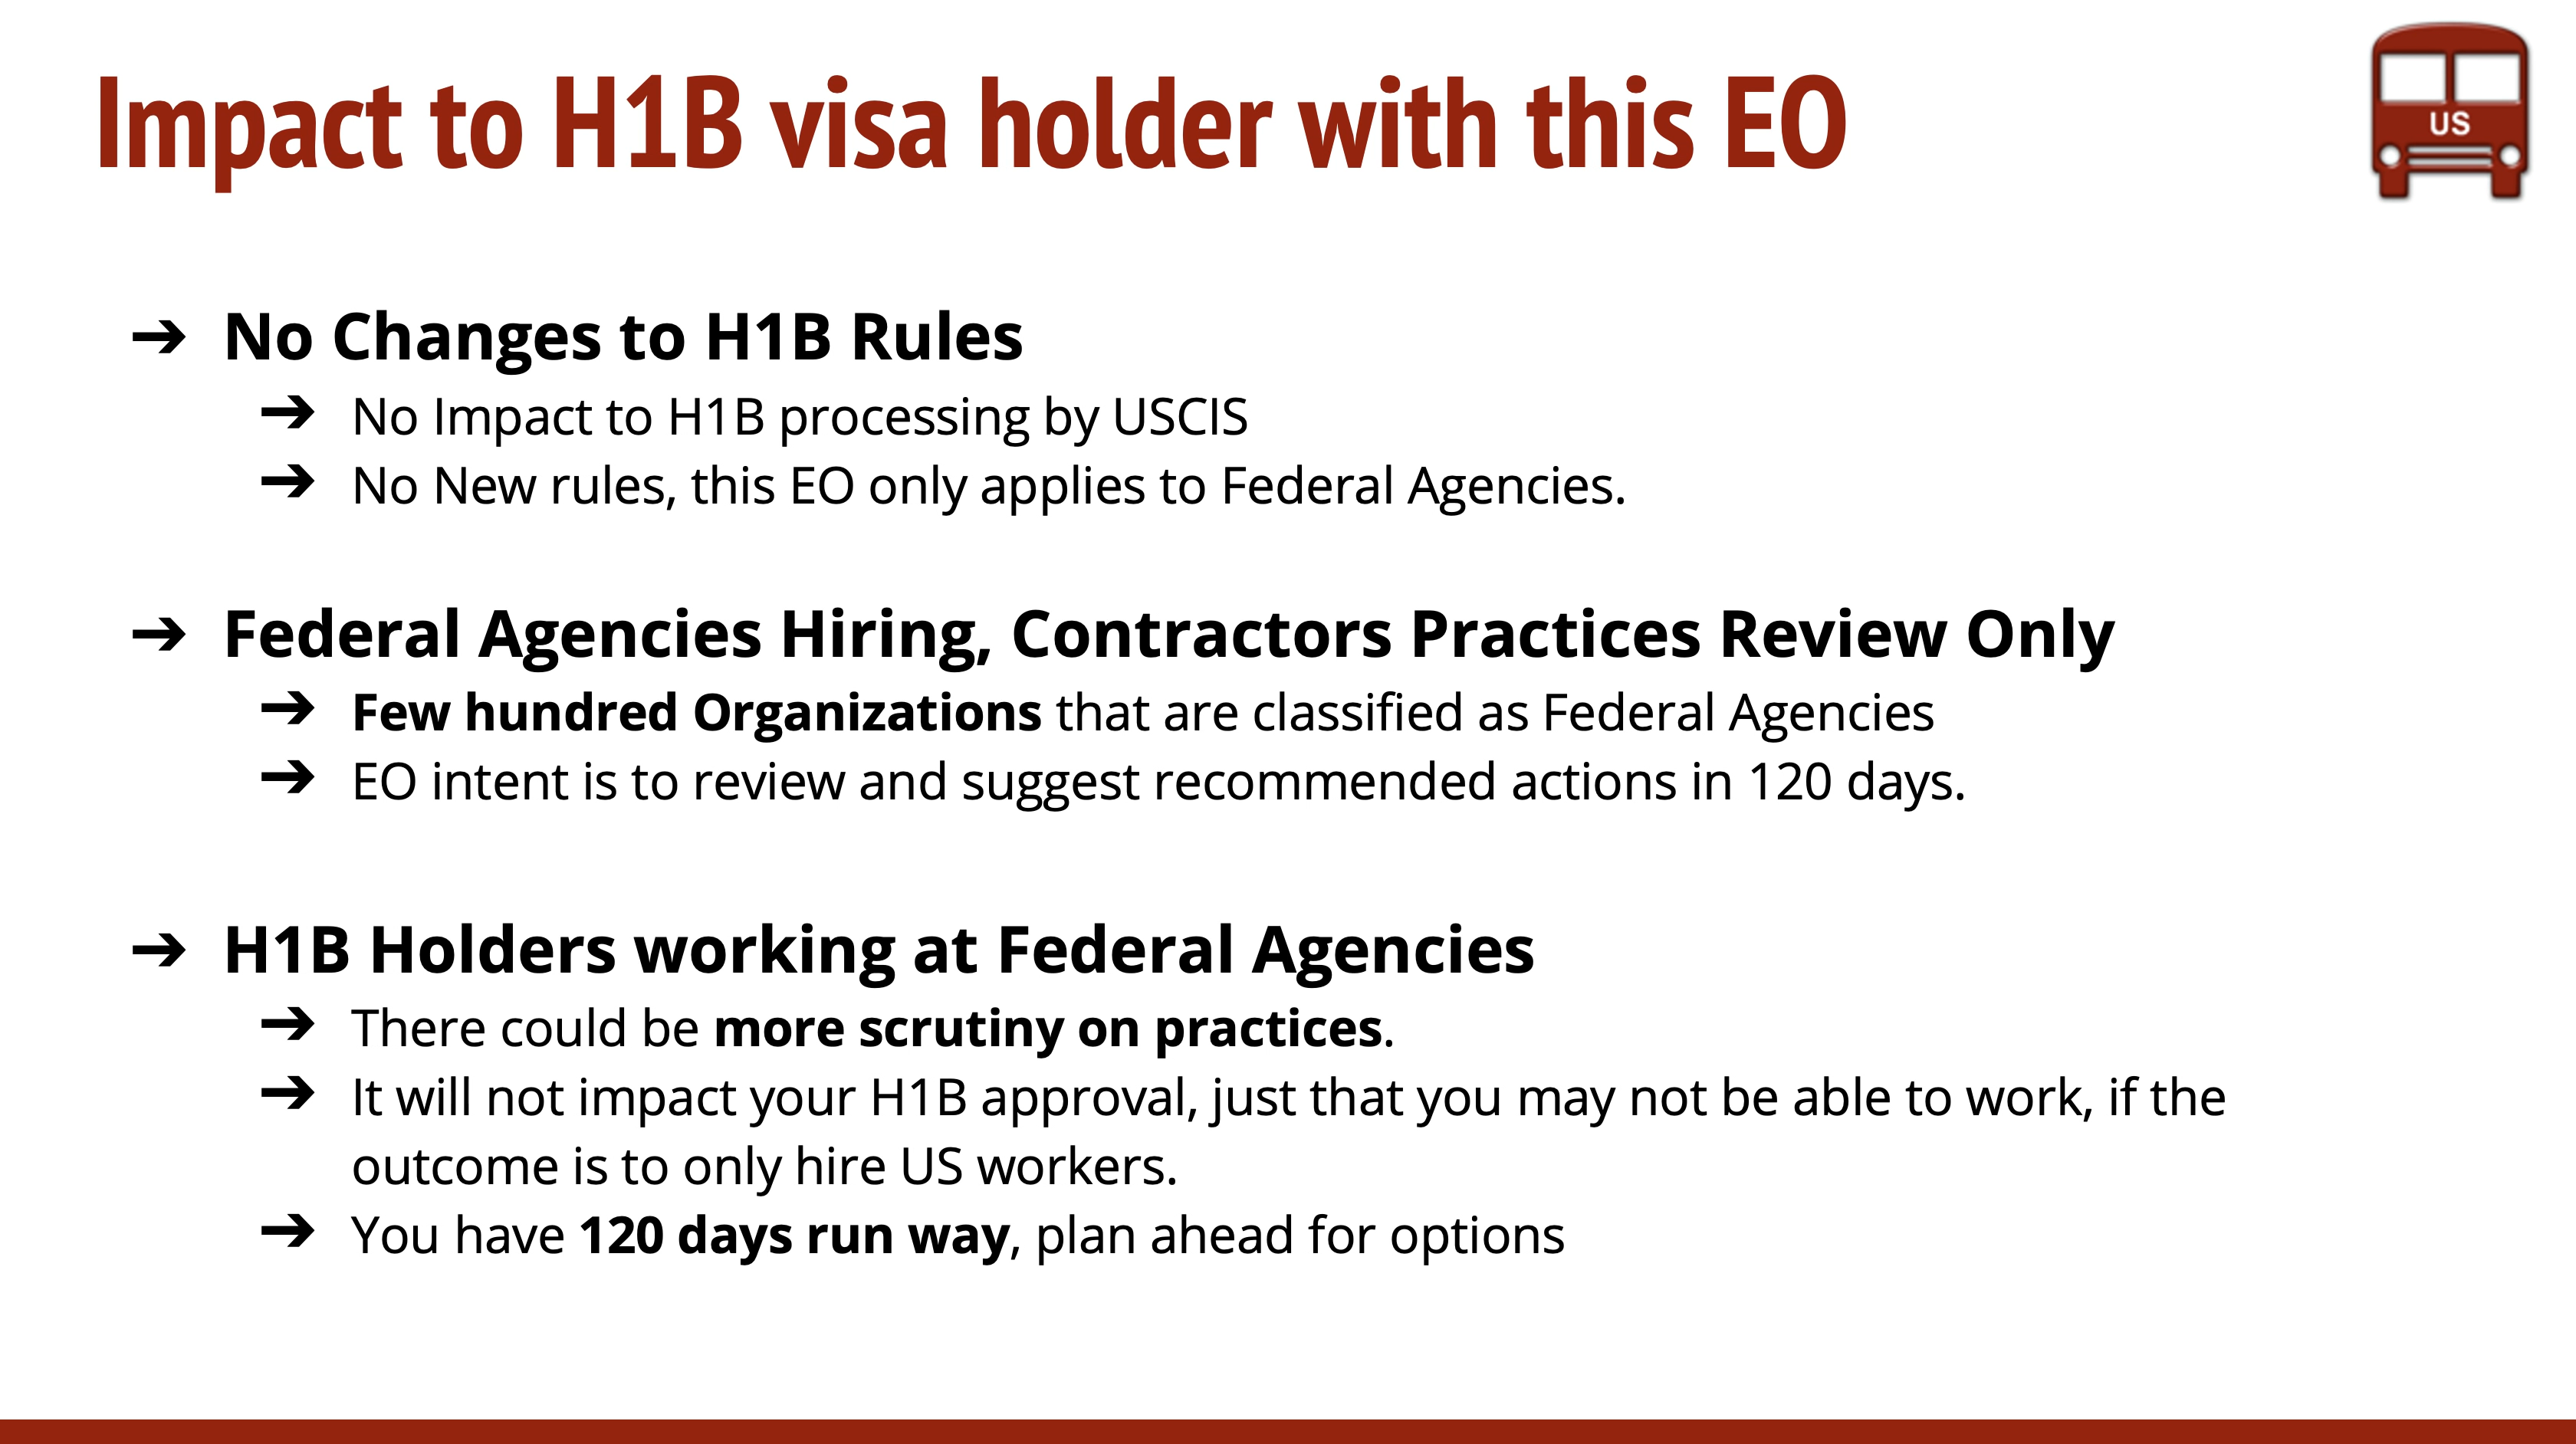 Impact to H1B visa holder with this EO
US
➔ No Changes to H1B Rules
➔ No Impact to H1B processing by USCIS
➔ No New rules, this EO only applies to Federal Agencies.
➔ Federal Agencies Hiring, Contractors Practices Review Only
➔ Few hundred Organizations that are classified as Federal Agencies
➔ EO intent is to review and suggest recommended actions in 120 days.
➔ H1B Holders working at Federal Agencies
➔ There could be more scrutiny on practices.
➔ It will not impact your H1B approval, just that you may not be able to work, if the
outcome is to only hire US workers.
➔ You have 120 days run way, plan ahead for options